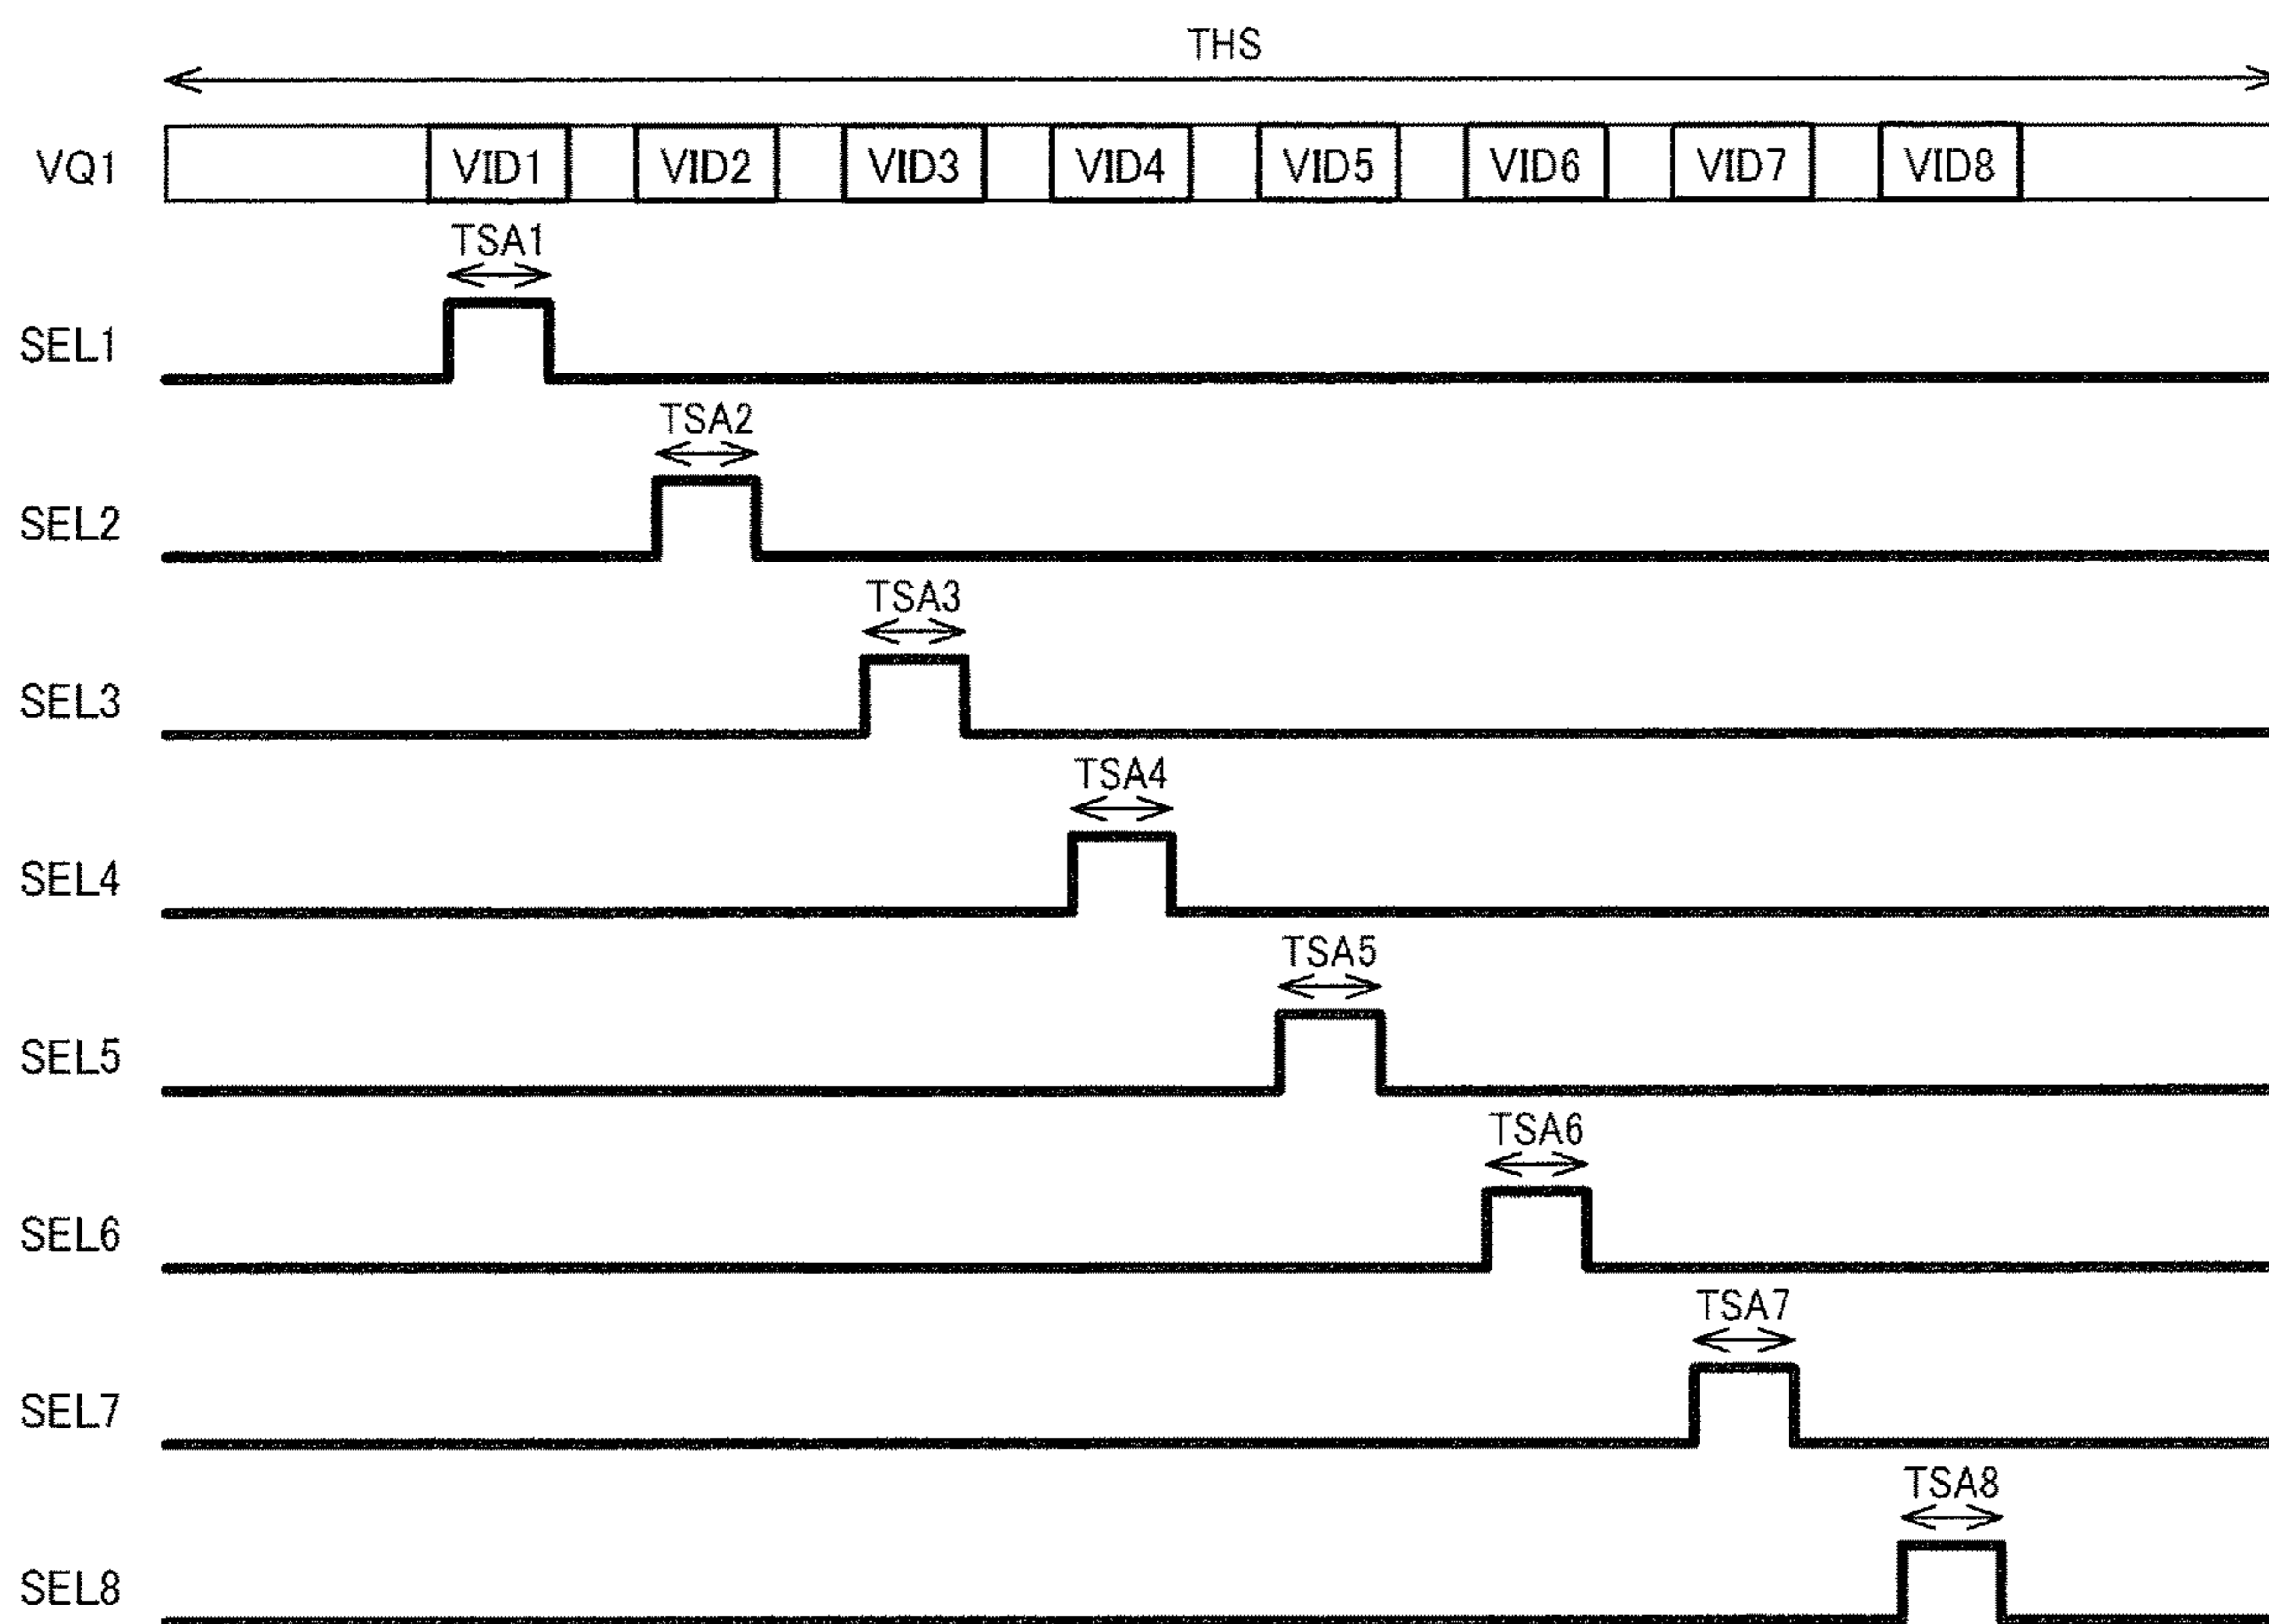 THS
VQ1 VID1 VID2 VID3 VID4 VID5 VID6 VID7 VID8
TSA1
SEL1
TSA2
SEL2
TSA3
SEL3
TSA4
SEL4
TSA5
SEL5
TSA6
SEL6
TSA7
SEL7
TSA8
SEL8